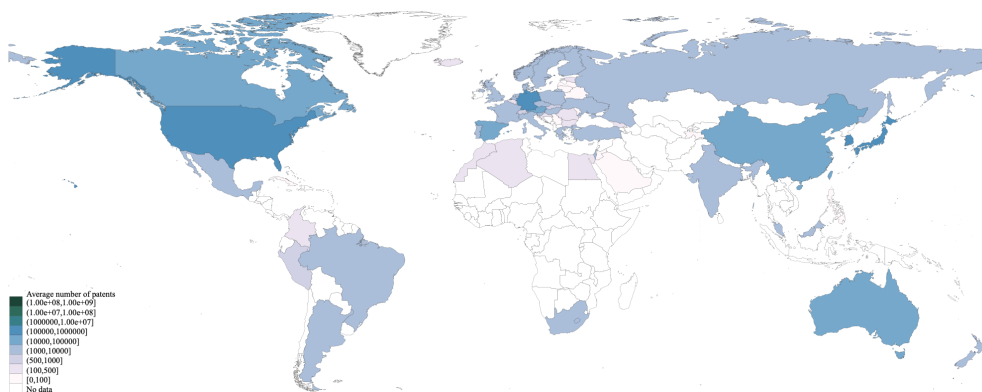 Average number of patents
(1.00e+08,1.00e+09]
(1.00e+07,1.00e+08]
(1000000,1.00e+07]
(100000,1000000]
(10000,100000]
(1000,10000]
(500,1000]
(100,500]
[0,100]
No data